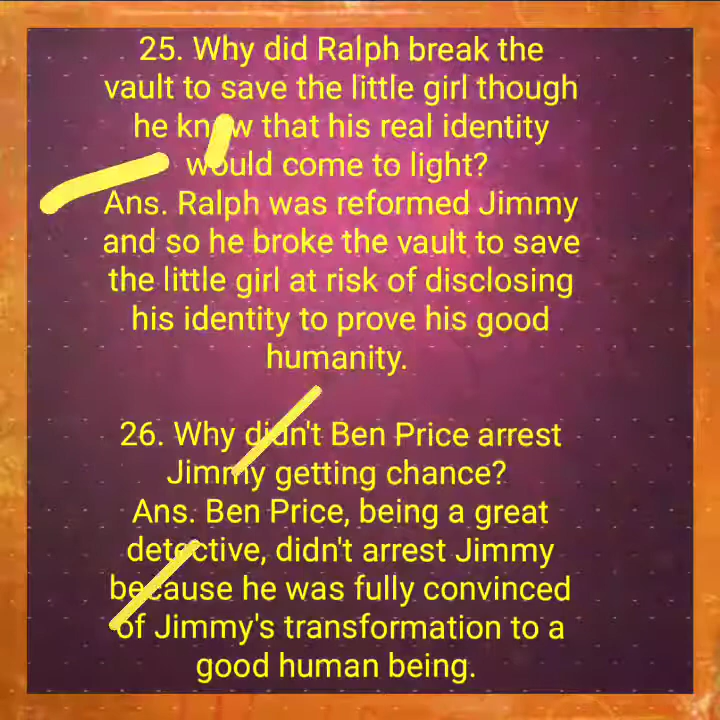 25. Why did Ralph break the
vault to save the little girl though
he knew that his real identity
would come to light?
Ans. Ralph was reformed Jimmy
and so he broke the vault to save
the little girl at risk of disclosing
his identity to prove his good
humanity.
26. Why didn't Ben Price arrest
Jimmy getting chance?
Ans. Ben Price, being a great
detective, didn't arrest Jimmy
because he was fully convinced
of Jimmy's transformation to a
good human being.